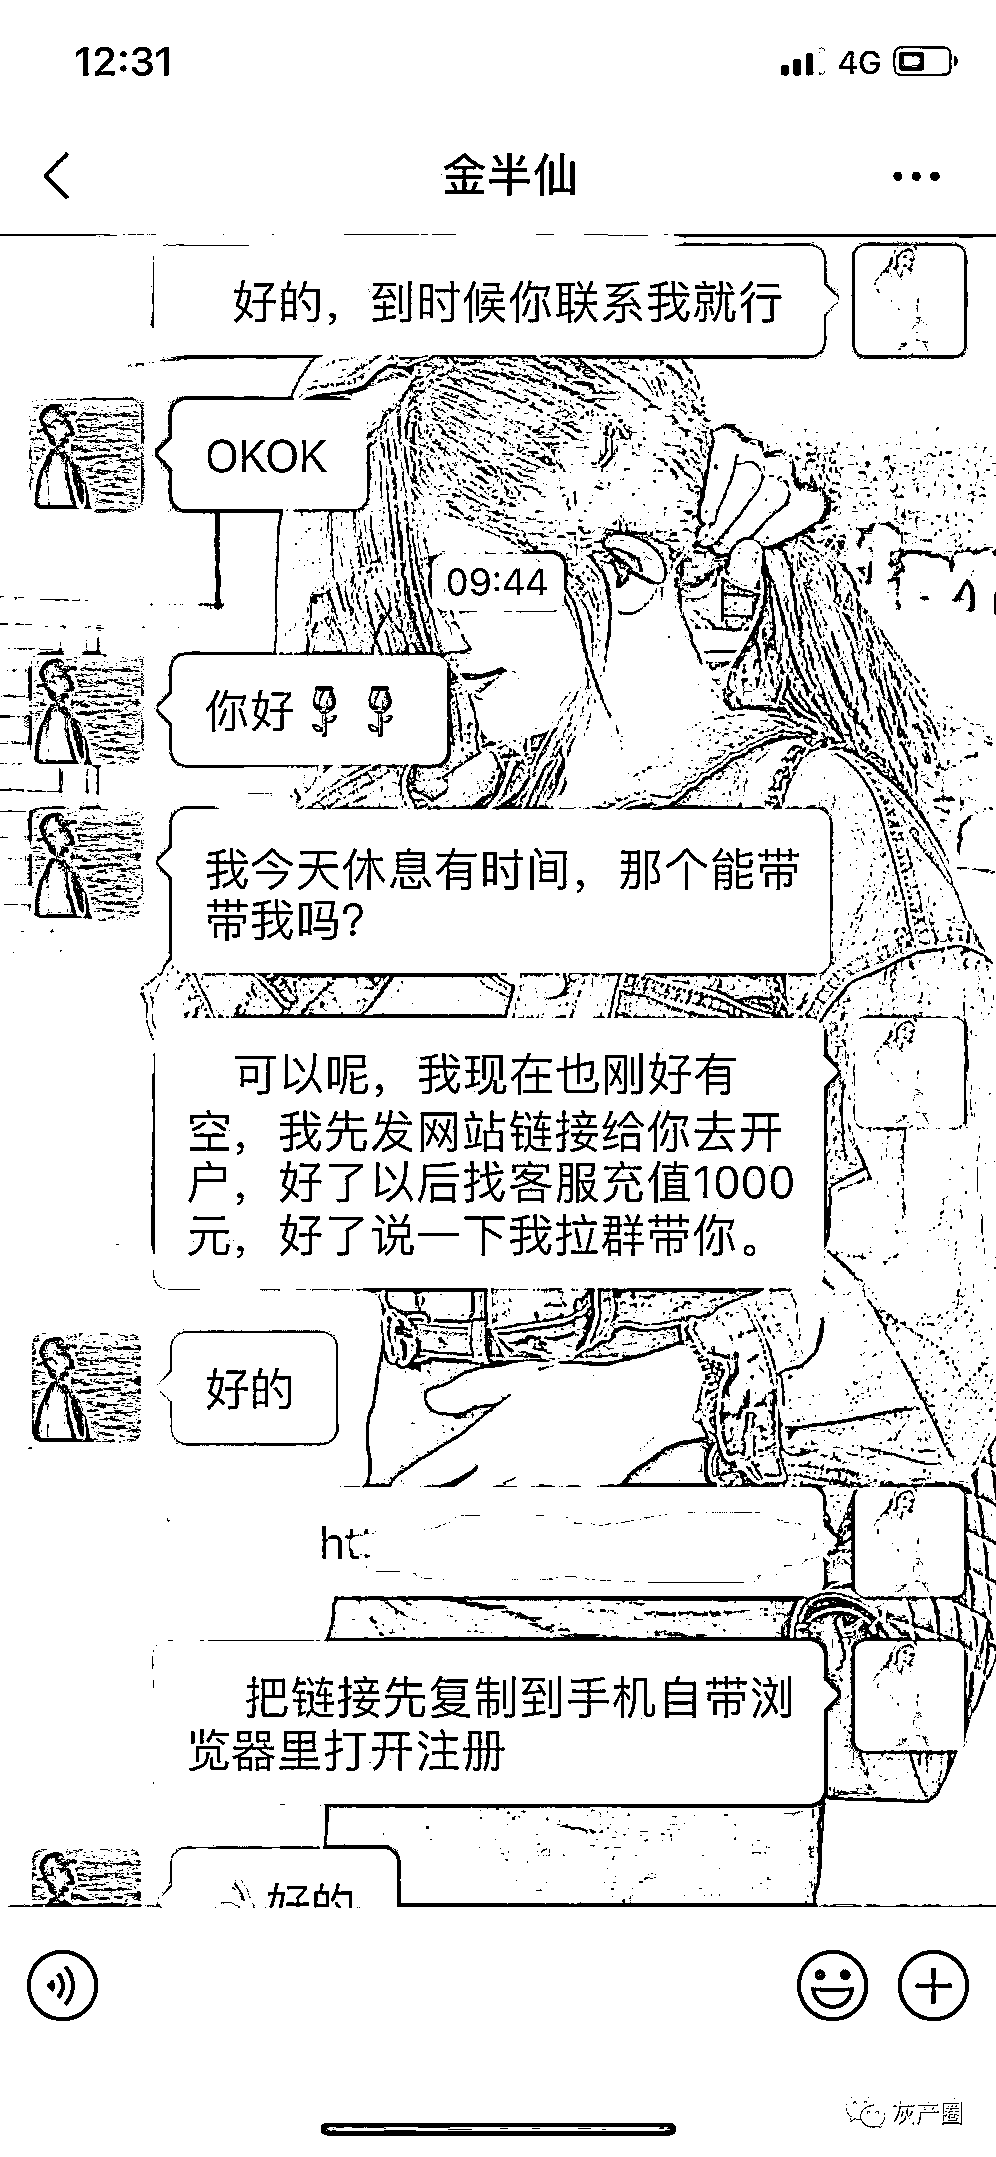 12:31
4G
金半仙
好的，到时候你联系我就行
OKOK
09:44
你好🌹🌹
我今天休息有时间，那个能带
带我吗？
可以呢，我现在也刚好有
空，我先发网站链接给你去开
户，好了以后找客服充值1000
元，好了说一下我拉群带你。
好的
把链接先复制到手机自带浏
览器里打开注册
好的
灰产圈